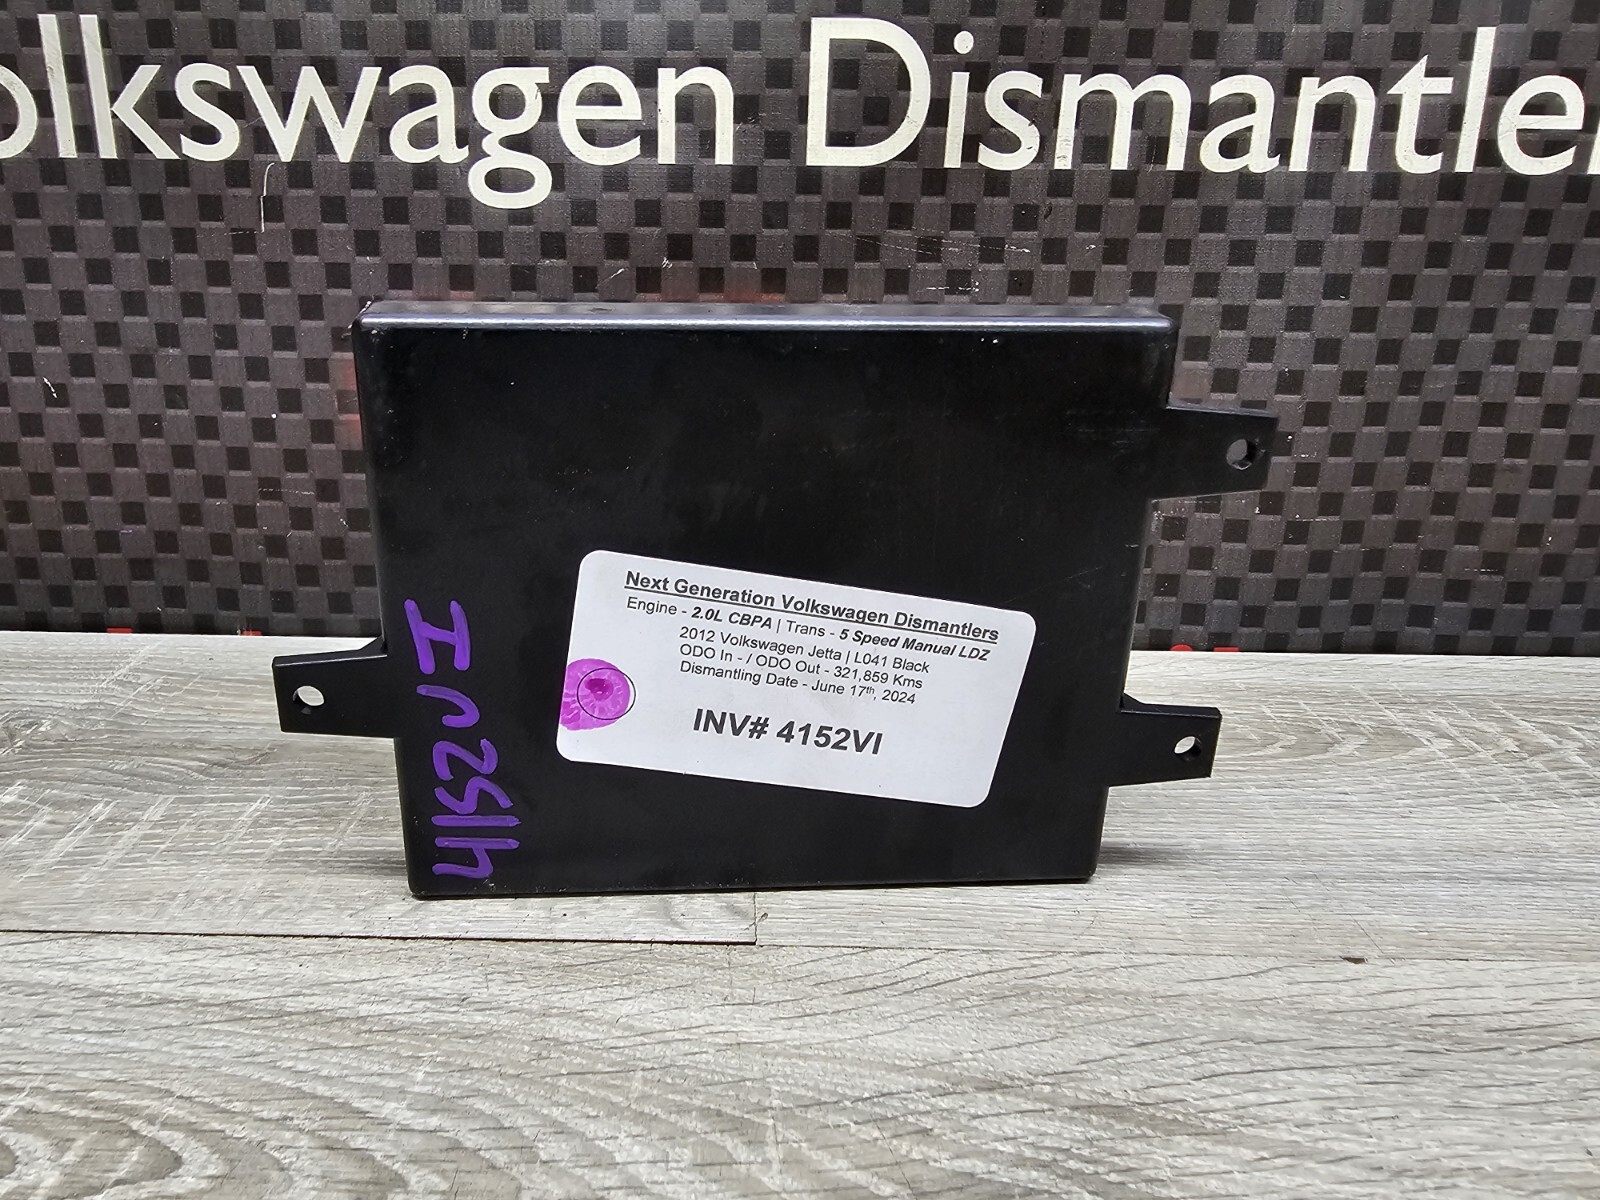 olkswagen Dismantler
Next Generation Volkswagen Dismantlers
Engine - 2.0L CBPA | Trans - 5 Speed Manual LDZ
2012 Volkswagen Jetta | L041 Black
ODO In - / ODO Out - 321,859 Kms
Dismantling Date - June 17th, 2024
INV# 4152VI
4152VI